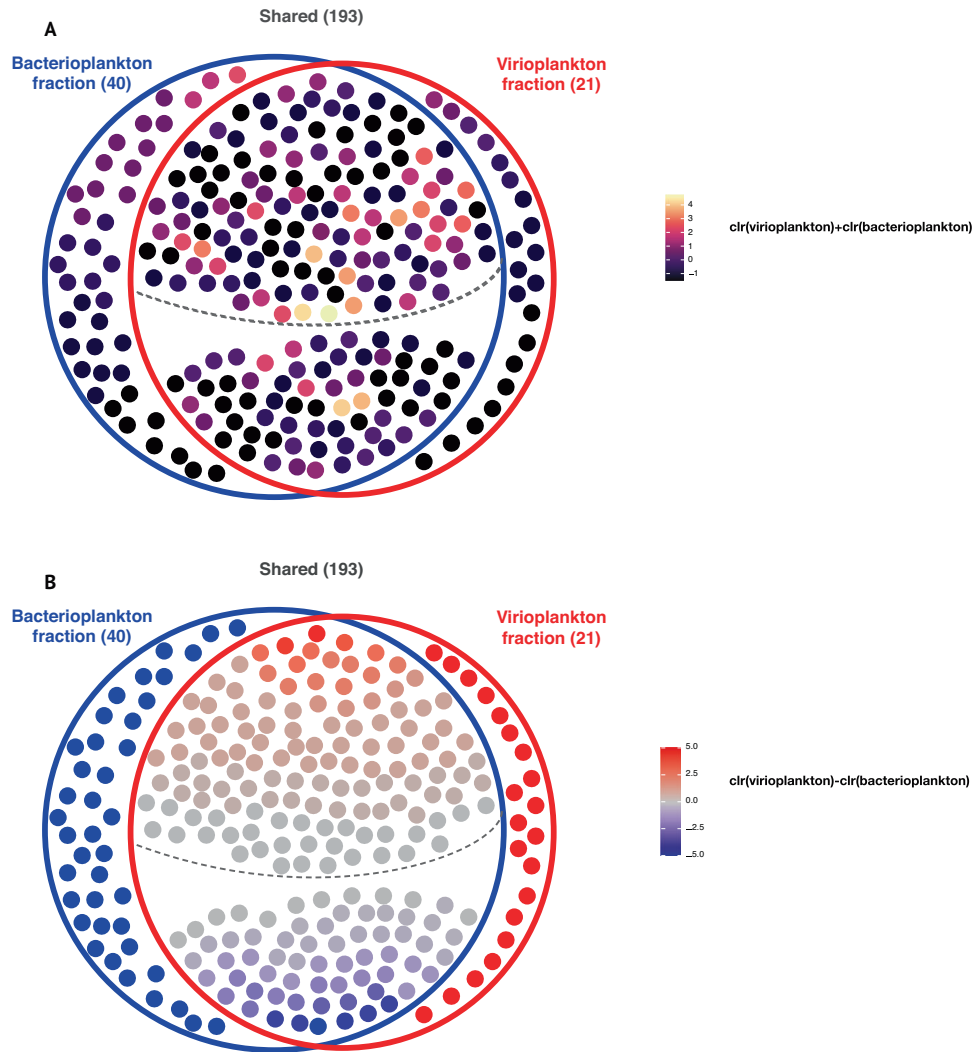 A
Shared (193)
Bacterioplankton
fraction (40)
Virioplankton
fraction (21)
4
3
2
1
0
−1
clr(virioplankton)+clr(bacterioplankton)
B
Shared (193)
Bacterioplankton
fraction (40)
Virioplankton
fraction (21)
5.0
2.5
0.0
−2.5
−5.0
clr(virioplankton)-clr(bacterioplankton)